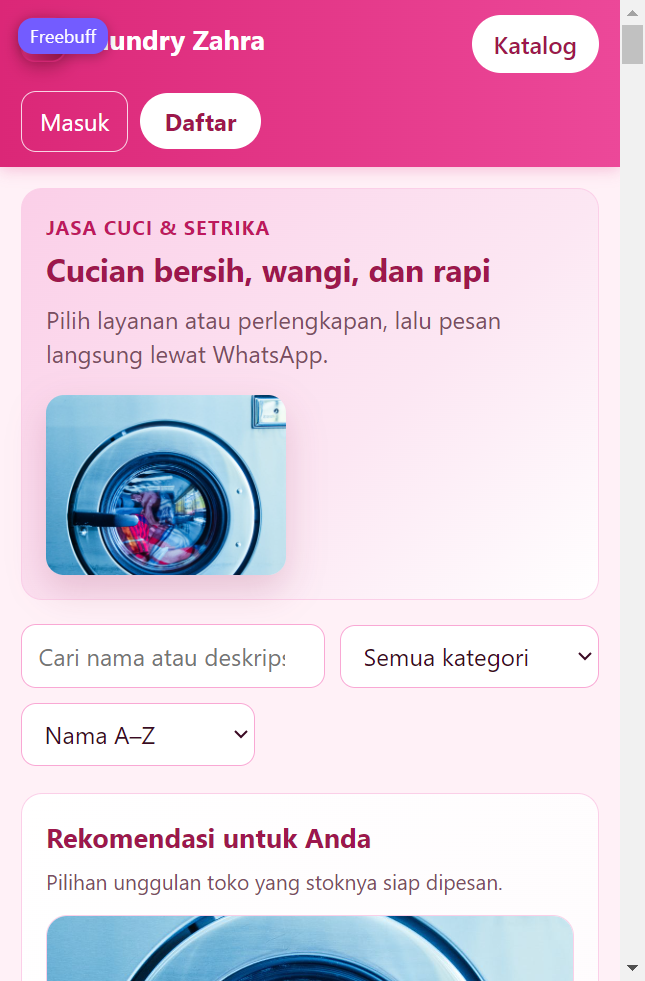 Freebuff
undry Zahra
Katalog
Masuk
Daftar
JASA CUCI & SETRIKA
Cucian bersih, wangi, dan rapi
Pilih layanan atau perlengkapan, lalu pesan
langsung lewat WhatsApp.
Cari nama atau deskrips
Semua kategori
Nama A–Z
Rekomendasi untuk Anda
Pilihan unggulan toko yang stoknya siap dipesan.